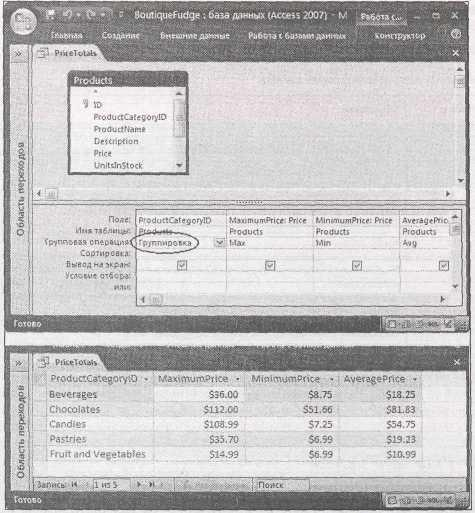 BoutiqueFudge : база данных (Access 2007) - М
Работа с...
Главная Создание Внешние данные Работа с базами данных Конструктор
PriceTotals
Products
*
ID
ProductCategoryID
ProductName
Description
Price
UnitsInStock
Область переходов
Поле: ProductCategoryID MaximumPrice: Price MinimumPrice: Price AveragePric
Имя таблицы: Products Products Products Products
Групповая операция: Группировка Max Min Avg
Сортировка:
Вывод на экран:
Условие отбора:
или:
Готово
PriceTotals
ProductCategoryID MaximumPrice MinimumPrice AveragePrice
Beverages $36.00 $8.75 $18.25
Chocolates $112.00 $51.66 $81.83
Candies $108.99 $7.25 $54.75
Pastries $35.70 $6.99 $19.23
Fruit and Vegetables $14.99 $6.99 $10.99
Область переходов
Запись: 1 из 5 Поиск
Готово